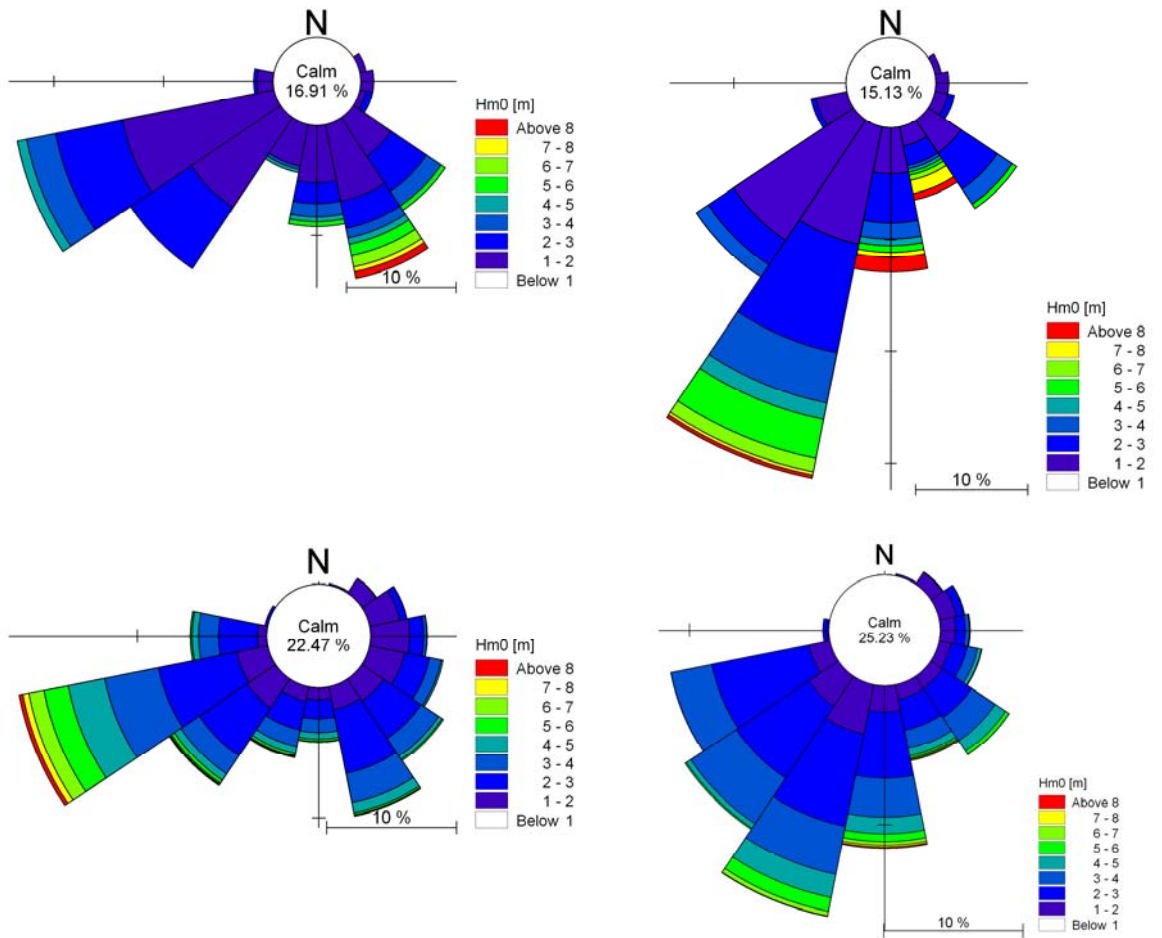 N
Calm
16.91 %
Hm0 [m]
Above 8
7 - 8
6 - 7
5 - 6
4 - 5
3 - 4
2 - 3
1 - 2
Below 1
10 %
N
Calm
15.13 %
Hm0 [m]
Above 8
7 - 8
6 - 7
5 - 6
4 - 5
3 - 4
2 - 3
1 - 2
Below 1
10 %
N
Calm
22.47 %
Hm0 [m]
Above 8
7 - 8
6 - 7
5 - 6
4 - 5
3 - 4
2 - 3
1 - 2
Below 1
10 %
N
Calm
25.23 %
Hm0 [m]
Above 8
7 - 8
6 - 7
5 - 6
4 - 5
3 - 4
2 - 3
1 - 2
Below 1
10 %